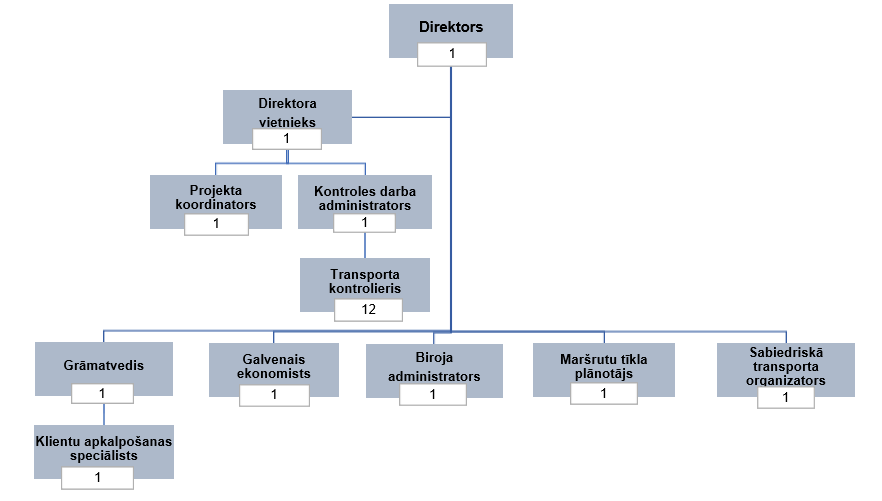 Direktors
1
Direktora
vietnieks
1
Projekta
koordinators
1
Kontroles darba
administrators
1
Transporta
kontrolieris
12
Grāmatvedis
1
Galvenais
ekonomists
1
Biroja
administrators
1
Maršrutu tīkla
plānotājs
1
Sabiedriskā
transporta
organizators
1
Klientu apkalpošanas
speciālists
1